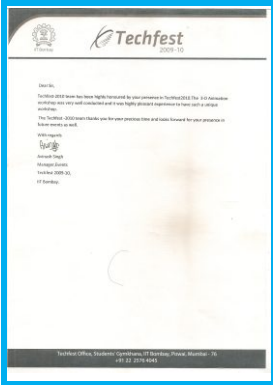 IIT Bombay
Techfest
2009-10
Dear Sir,
Techfest-2010 team has been highly honoured by your presence in Techfest2010.The 3-D Animation
workshop was very well conducted and it was highly pleasant experience to have such a unique
workshop.
The Techfest -2010 team thanks you for your precious time and looks forward for your presence in
future events as well.
With regards
Avinash Singh
Manager,Events
Techfest 2009-10,
IIT Bombay.
Techfest Office, Students' Gymkhana, IIT Bombay, Powai, Mumbai - 76
+91 22 2576 4045